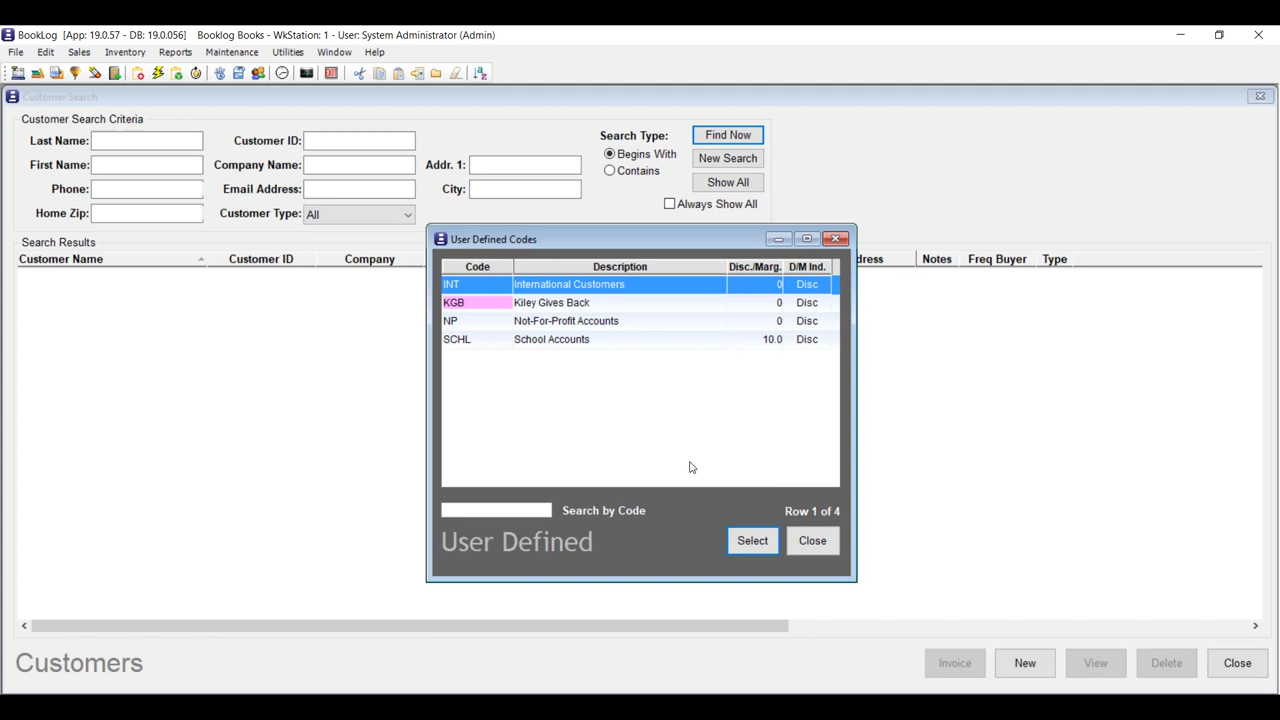 BookLog [App: 19.0.57 - DB: 19.0.056] Booklog Books - WkStation: 1 - User: System Administrator (Admin)
File Edit Sales Inventory Reports Maintenance Utilities Window Help
Customer Search
Customer Search Criteria
Last Name: Customer ID: Search Type: Find Now
First Name: Company Name: Addr. 1: Begins With New Search
Contains
Phone: Email Address: City: Show All
Home Zip: Customer Type: All Always Show All
Search Results
Customer Name Customer ID Company dress Notes Freq Buyer Type
User Defined Codes
Code Description Disc./Marg. D/M Ind.
INT International Customers 0 Disc
KGB Kiley Gives Back 0 Disc
NP Not-For-Profit Accounts 0 Disc
SCHL School Accounts 10.0 Disc
Search by Code Row 1 of 4
User Defined Select Close
Customers Invoice New View Delete Close